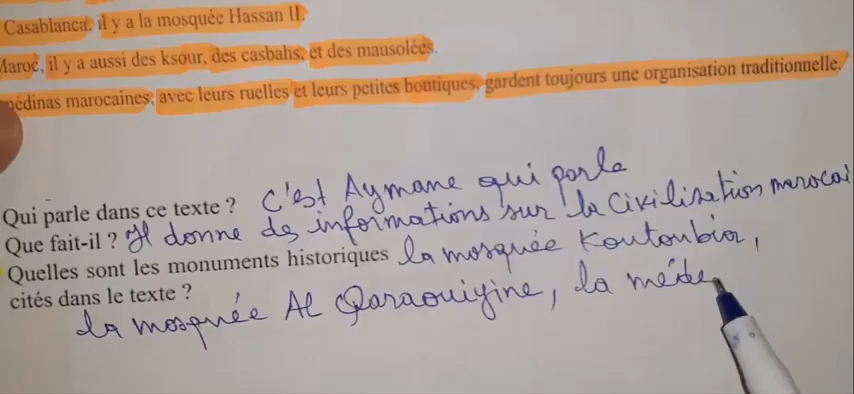 Casablanca, il y a la mosquée Hassan II.
Maroc, il y a aussi des ksour, des casbahs, et des mausolées.
médinas marocaines, avec leurs ruelles et leurs petites boutiques, gardent toujours une organisation traditionnelle.
Qui parle dans ce texte ? C'est Aymane qui parle
Que fait-il ? Il donne des informations sur la civilisation marocai
Quelles sont les monuments historiques la mosquée Koutoubia,
cités dans le texte ?
la mosquée Al Qaraouiyine, la méde